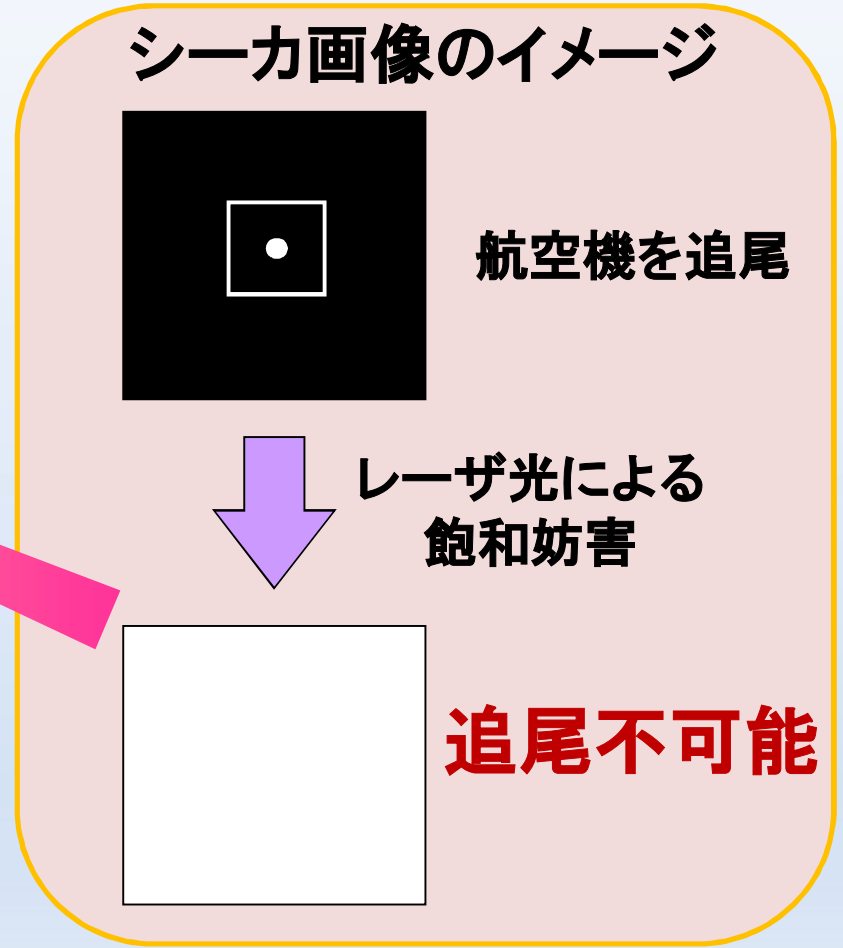 シーカ画像のイメージ
航空機を追尾
レーザ光による
飽和妨害
追尾不可能